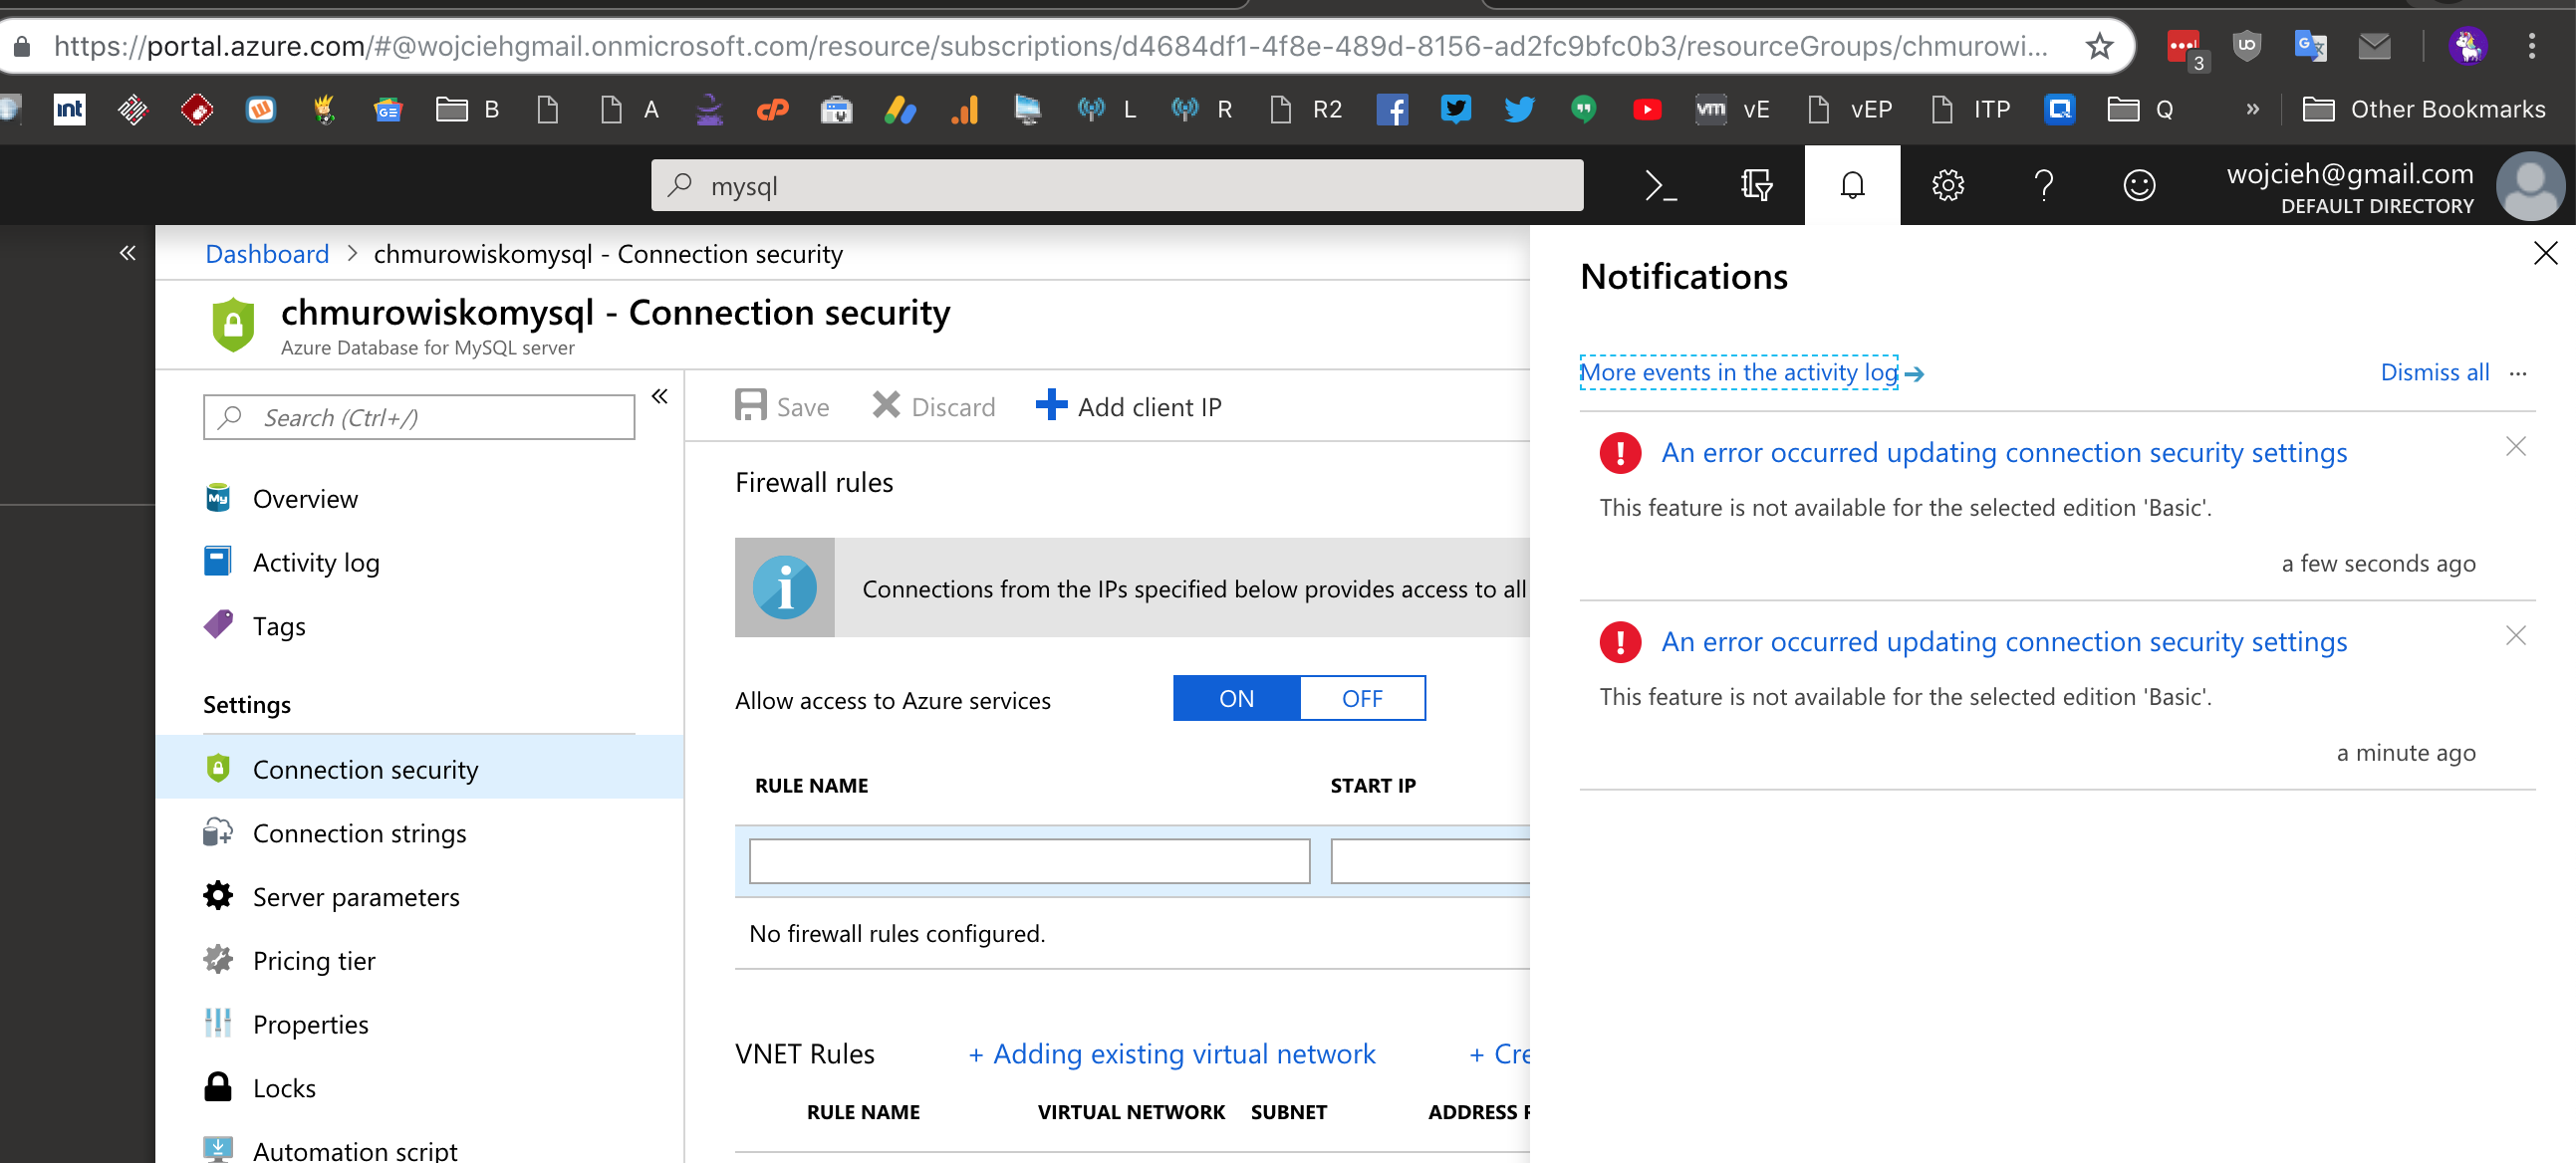 https://portal.azure.com/#@wojciehgmail.onmicrosoft.com/resource/subscriptions/d4684df1-4f8e-489d-8156-ad2fc9bfc0b3/resourceGroups/chmurowi...
3
int
B
A
cP
L
R
R2
vm
vE
vEP
ITP
Q
»
Other Bookmarks
mysql
wojcieh@gmail.com
DEFAULT DIRECTORY
Dashboard > chmurowiskomysql - Connection security
chmurowiskomysql - Connection security
Azure Database for MySQL server
Search (Ctrl+/)
Overview
Activity log
Tags
Settings
Connection security
Connection strings
Server parameters
Pricing tier
Properties
Locks
Automation script
Save
Discard
Add client IP
Firewall rules
Connections from the IPs specified below provides access to all
Allow access to Azure services
ON
OFF
RULE NAME
START IP
No firewall rules configured.
VNET Rules
+ Adding existing virtual network
+ Cre
RULE NAME
VIRTUAL NETWORK
SUBNET
ADDRESS
Notifications
More events in the activity log →
Dismiss all
...
An error occurred updating connection security settings
This feature is not available for the selected edition 'Basic'.
a few seconds ago
An error occurred updating connection security settings
This feature is not available for the selected edition 'Basic'.
a minute ago